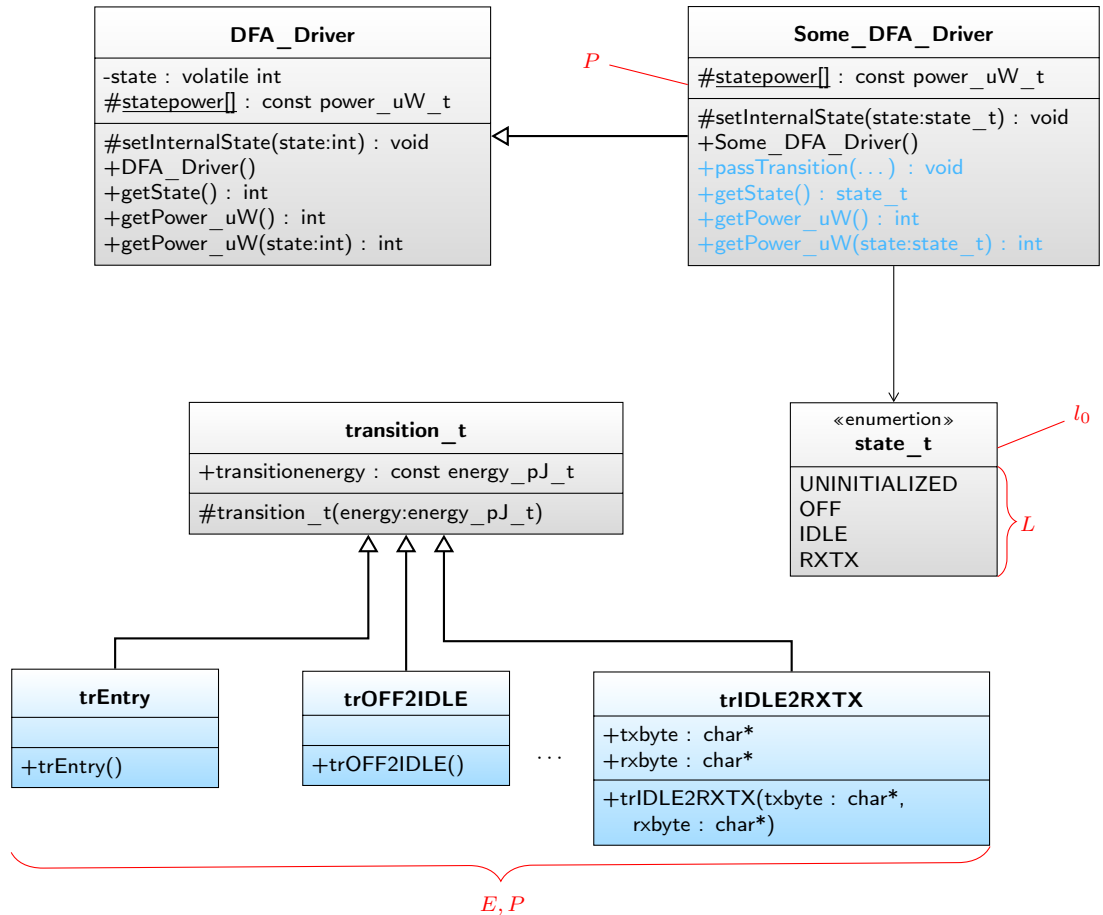 DFA_Driver
-state : volatile int
#statepower[] : const power_uW_t
#setInternalState(state:int) : void
+DFA_Driver()
+getState() : int
+getPower_uW() : int
+getPower_uW(state:int) : int
Some_DFA_Driver
#statepower[] : const power_uW_t
#setInternalState(state:state_t) : void
+Some_DFA_Driver()
+passTransition(...) : void
+getState() : state_t
+getPower_uW() : int
+getPower_uW(state:state_t) : int
P
transition_t
+transitionenergy : const energy_pJ_t
#transition_t(energy:energy_pJ_t)
«enumertion»
state_t
UNINITIALIZED
OFF
IDLE
RXTX
l0
L
trEntry
+trEntry()
trOFF2IDLE
+trOFF2IDLE()
...
trIDLE2RXTX
+txbyte : char*
+rxbyte : char*
+trIDLE2RXTX(txbyte : char*,
rxbyte : char*)
E, P